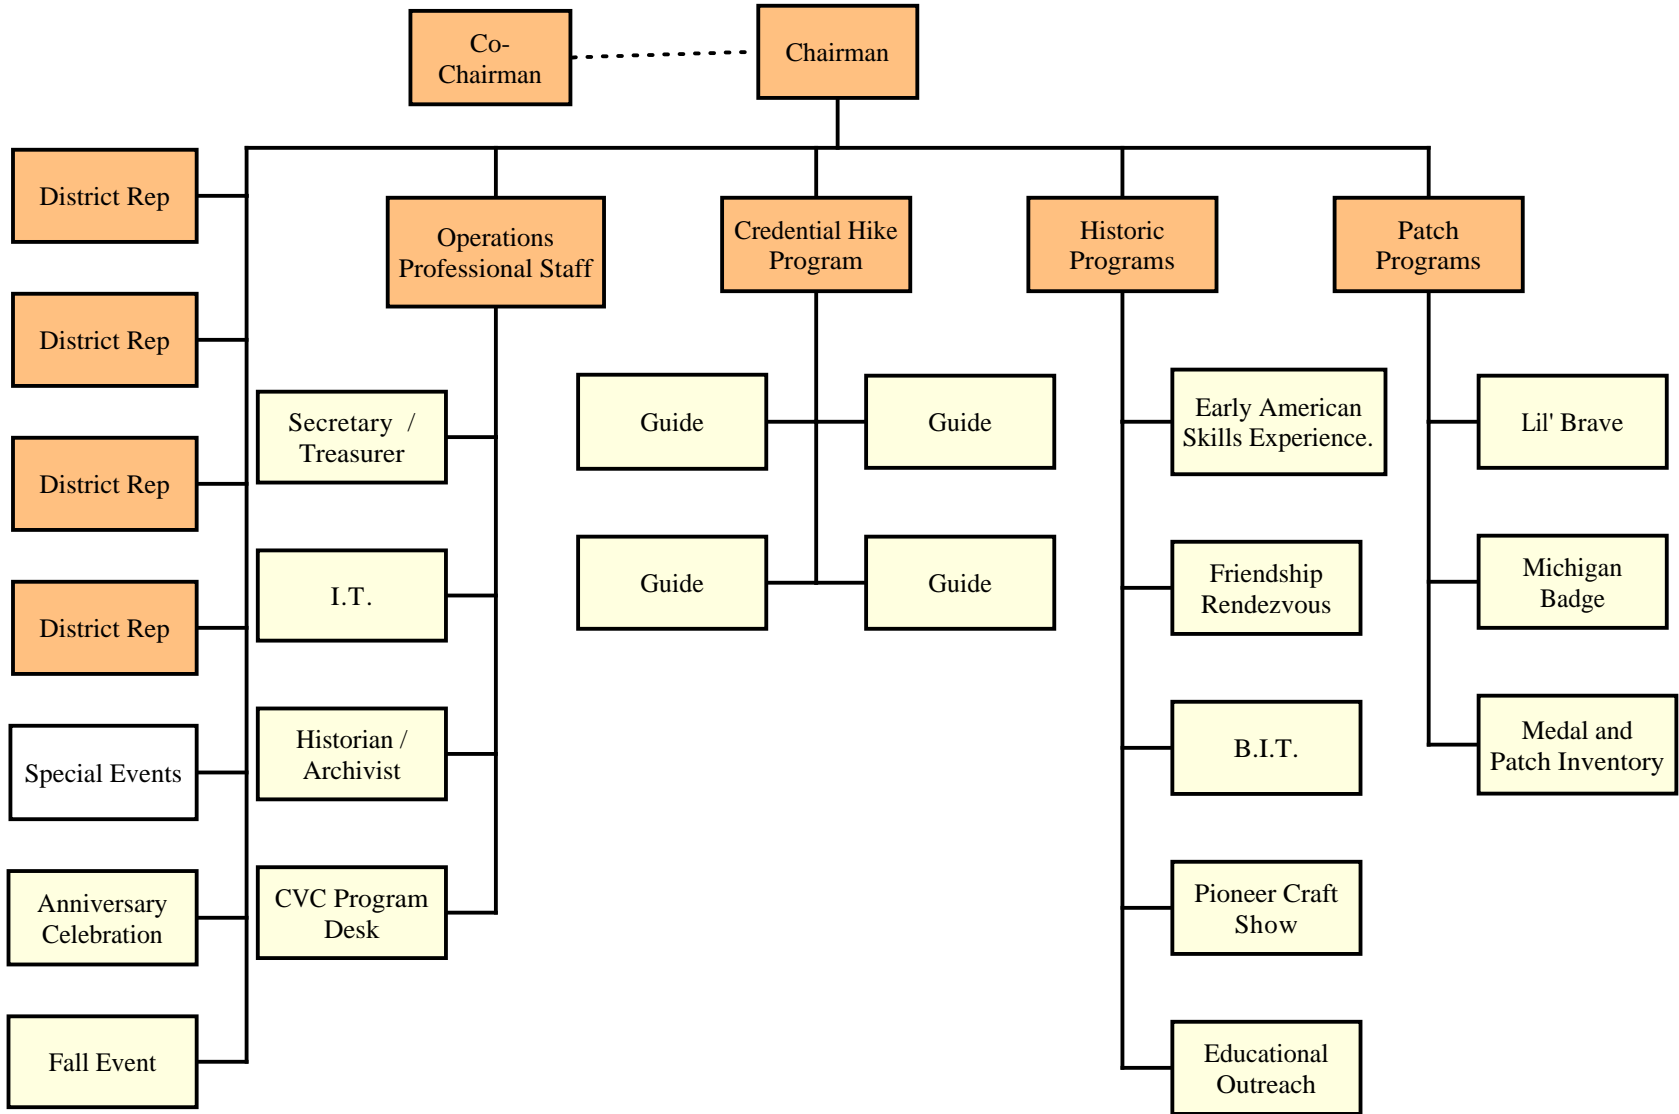 Co-
Chairman
Chairman
District Rep
District Rep
District Rep
District Rep
Special Events
Anniversary
Celebration
Fall Event
Operations
Professional Staff
Secretary / 
Treasurer
I.T.
Historian /
Archivist
CVC Program
Desk
Credential Hike
Program
Guide
Guide
Guide
Guide
Historic
Programs
Early American
Skills Experience.
Friendship
Rendezvous
B.I.T.
Pioneer Craft
Show
Educational
Outreach
Patch
Programs
Lil' Brave
Michigan
Badge
Medal and
Patch Inventory